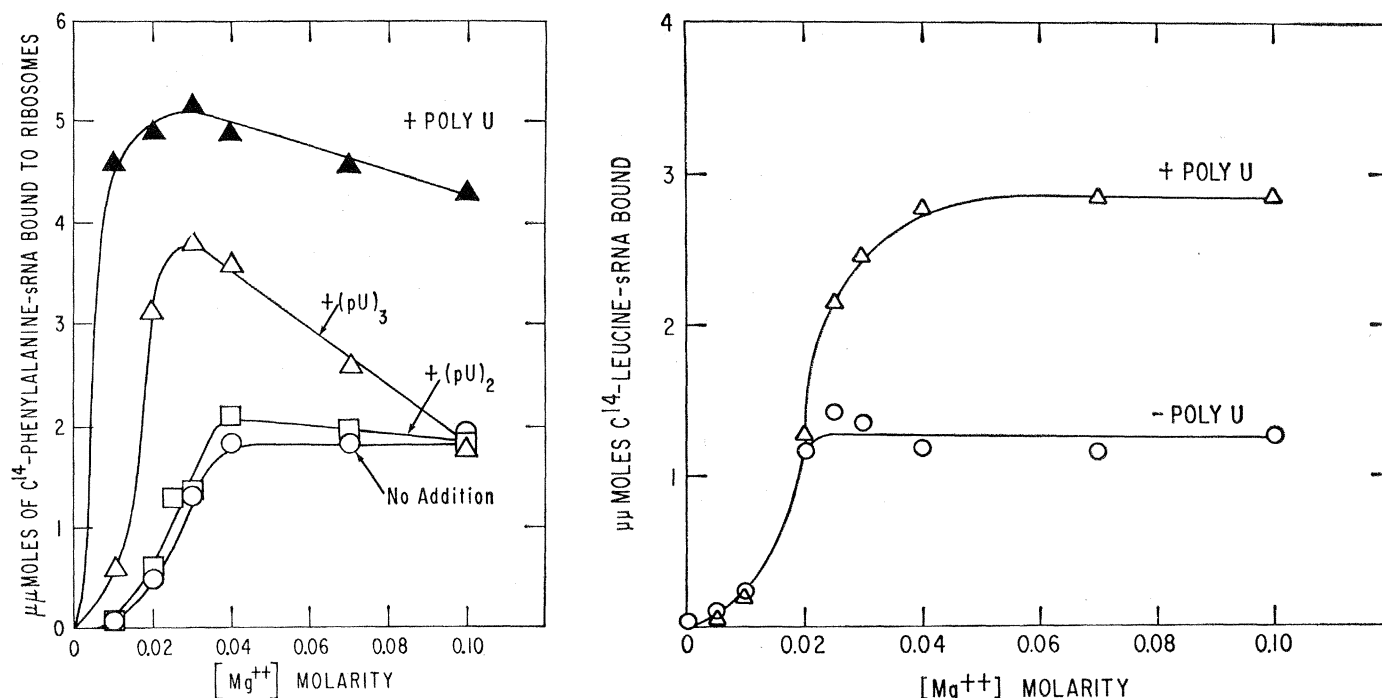 μμMOLES OF C¹⁴-PHENYLALANINE-sRNA BOUND TO RIBOSOMES
6
5
4
3
2
1
0
+ POLY U
+(pU)₃
+(pU)₂
No Addition
0 0.02 0.04 0.06 0.08 0.10
[Mg⁺⁺] MOLARITY
μμMOLES C¹⁴-LEUCINE-sRNA BOUND
4
3
2
1
+ POLY U
- POLY U
0 0.02 0.04 0.06 0.08 0.10
[Mg⁺⁺] MOLARITY